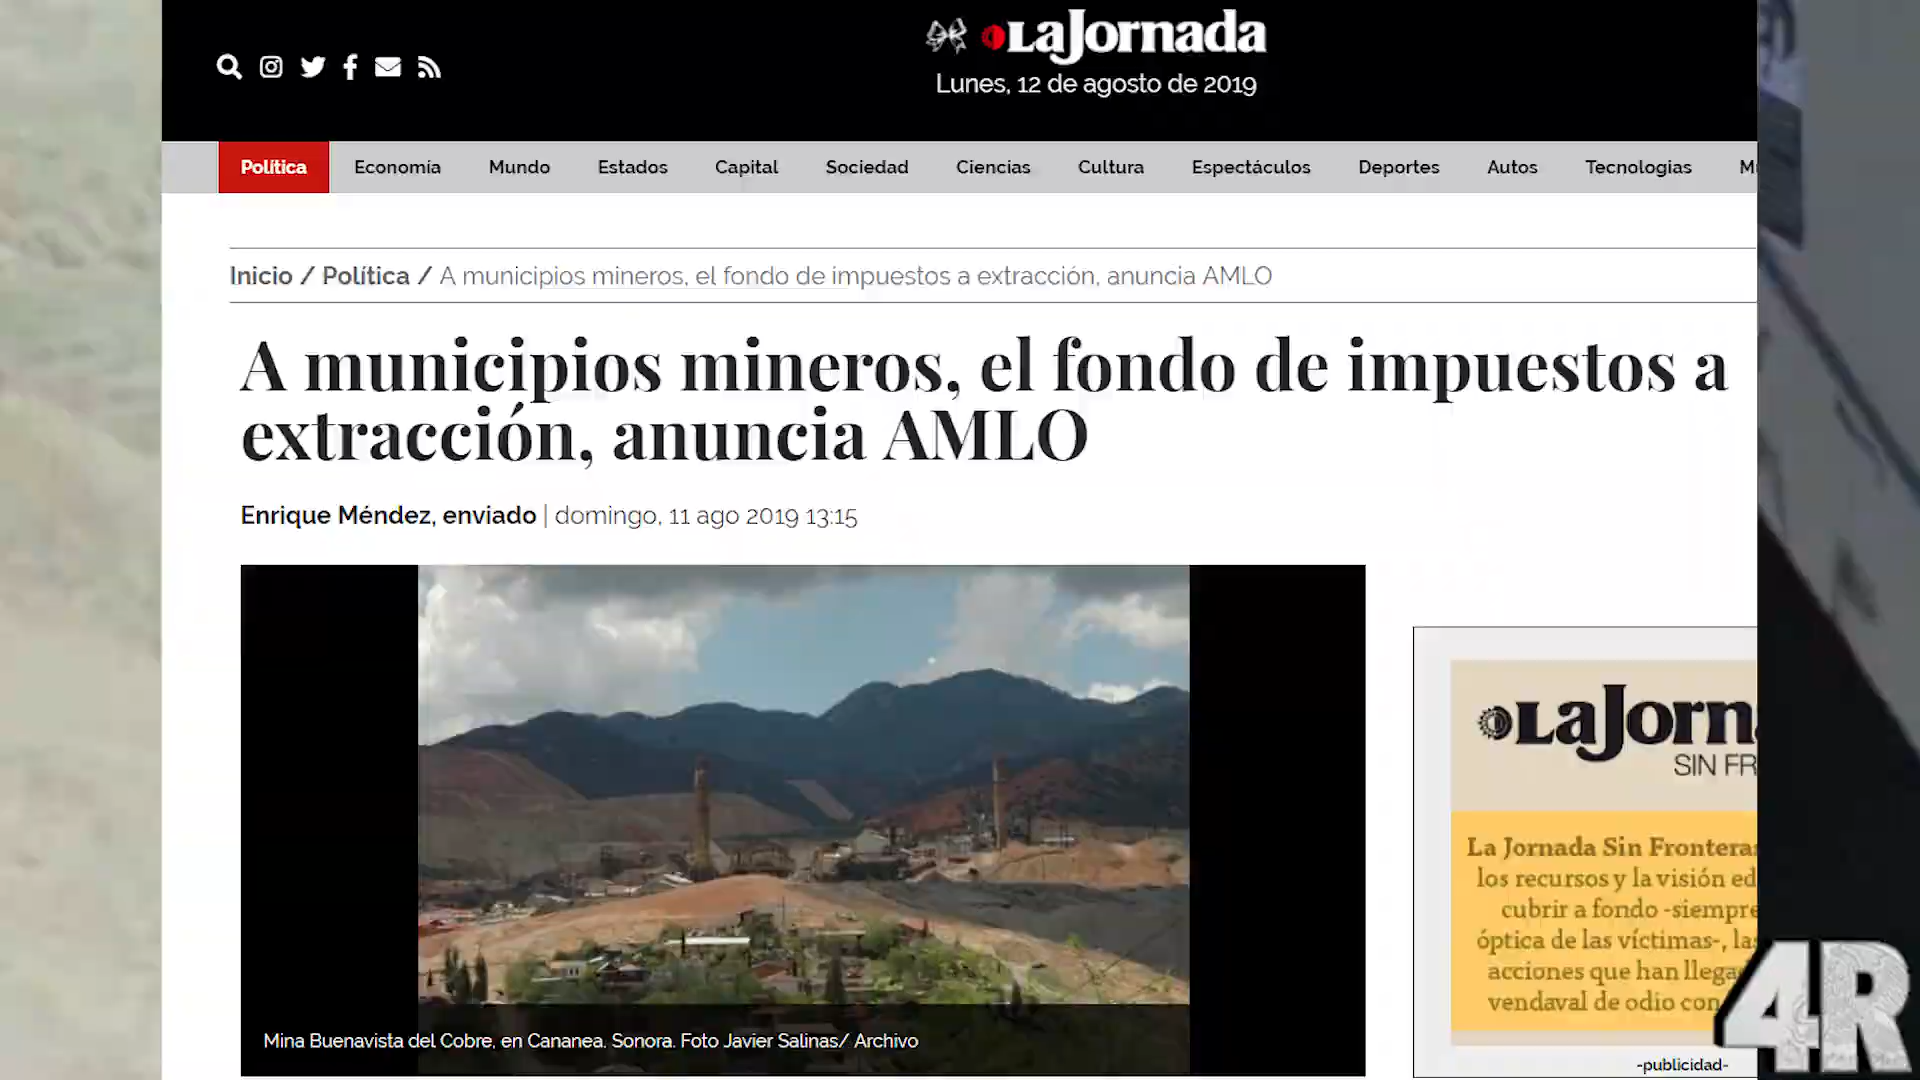 LaJornada
Lunes, 12 de agosto de 2019
Política Economía Mundo Estados Capital Sociedad Ciencias Cultura Espectáculos Deportes Autos Tecnologias
Inicio / Política / A municipios mineros, el fondo de impuestos a extracción, anuncia AMLO
A municipios mineros, el fondo de impuestos a
extracción, anuncia AMLO
Enrique Méndez, enviado | domingo, 11 ago 2019 13:15
Mina Buenavista del Cobre, en Cananea, Sonora. Foto Javier Salinas/ Archivo
LaJorn
SIN FR
La Jornada Sin Frontera
los recursos y la visión ed
cubrir a fondo -siempre
óptica de las víctimas-, la
acciones que han llega
vendaval de odio con
-publicidad-
4R